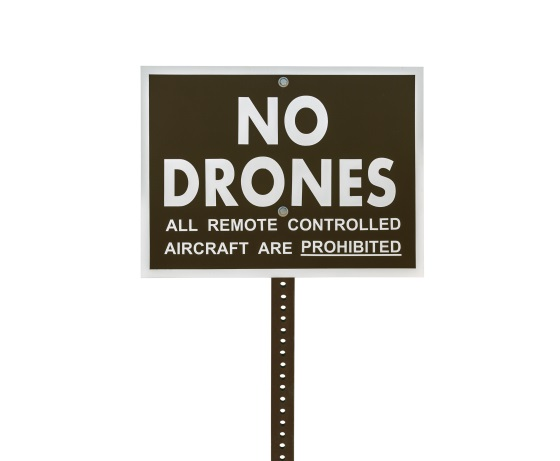 NO
DRONES
ALL REMOTE CONTROLLED
AIRCRAFT ARE PROHIBITED